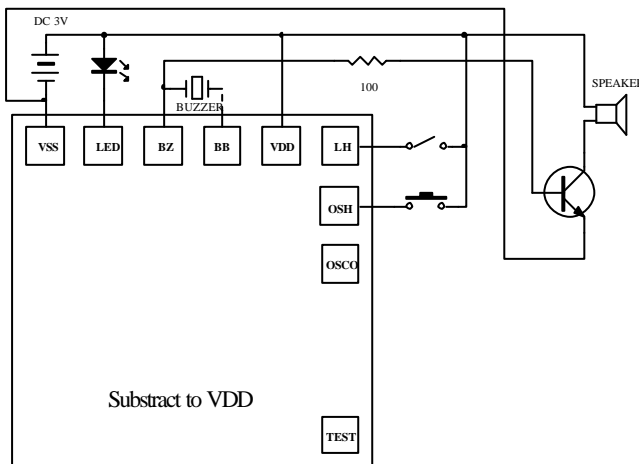 DC 3V
SPEAKER
100
BUZZER
VSS LED BZ BB VDD LH
OSH
OSCO
Substract to VDD
TEST